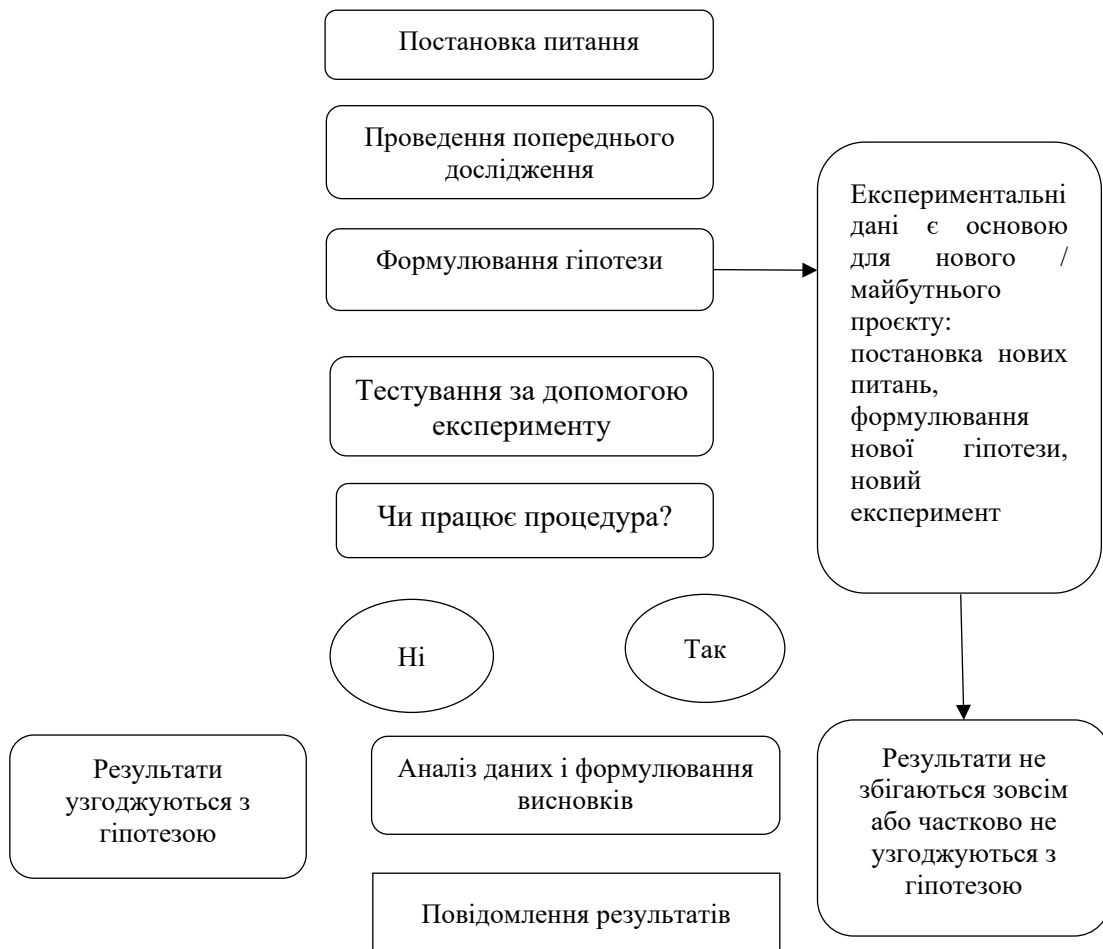 Постановка питання
Проведення попереднього
дослідження
Формулювання гіпотези
Експериментальні
дані є основою
для нового /
майбутнього
проєкту:
постановка нових
питань,
формулювання
нової гіпотези,
новий
експеримент
Тестування за допомогою
експерименту
Чи працює процедура?
Ні
Так
Результати
узгоджуються з
гіпотезою
Аналіз даних і формулювання
висновків
Результати не
збігаються зовсім
або частково не
узгоджуються з
гіпотезою
Повідомлення результатів